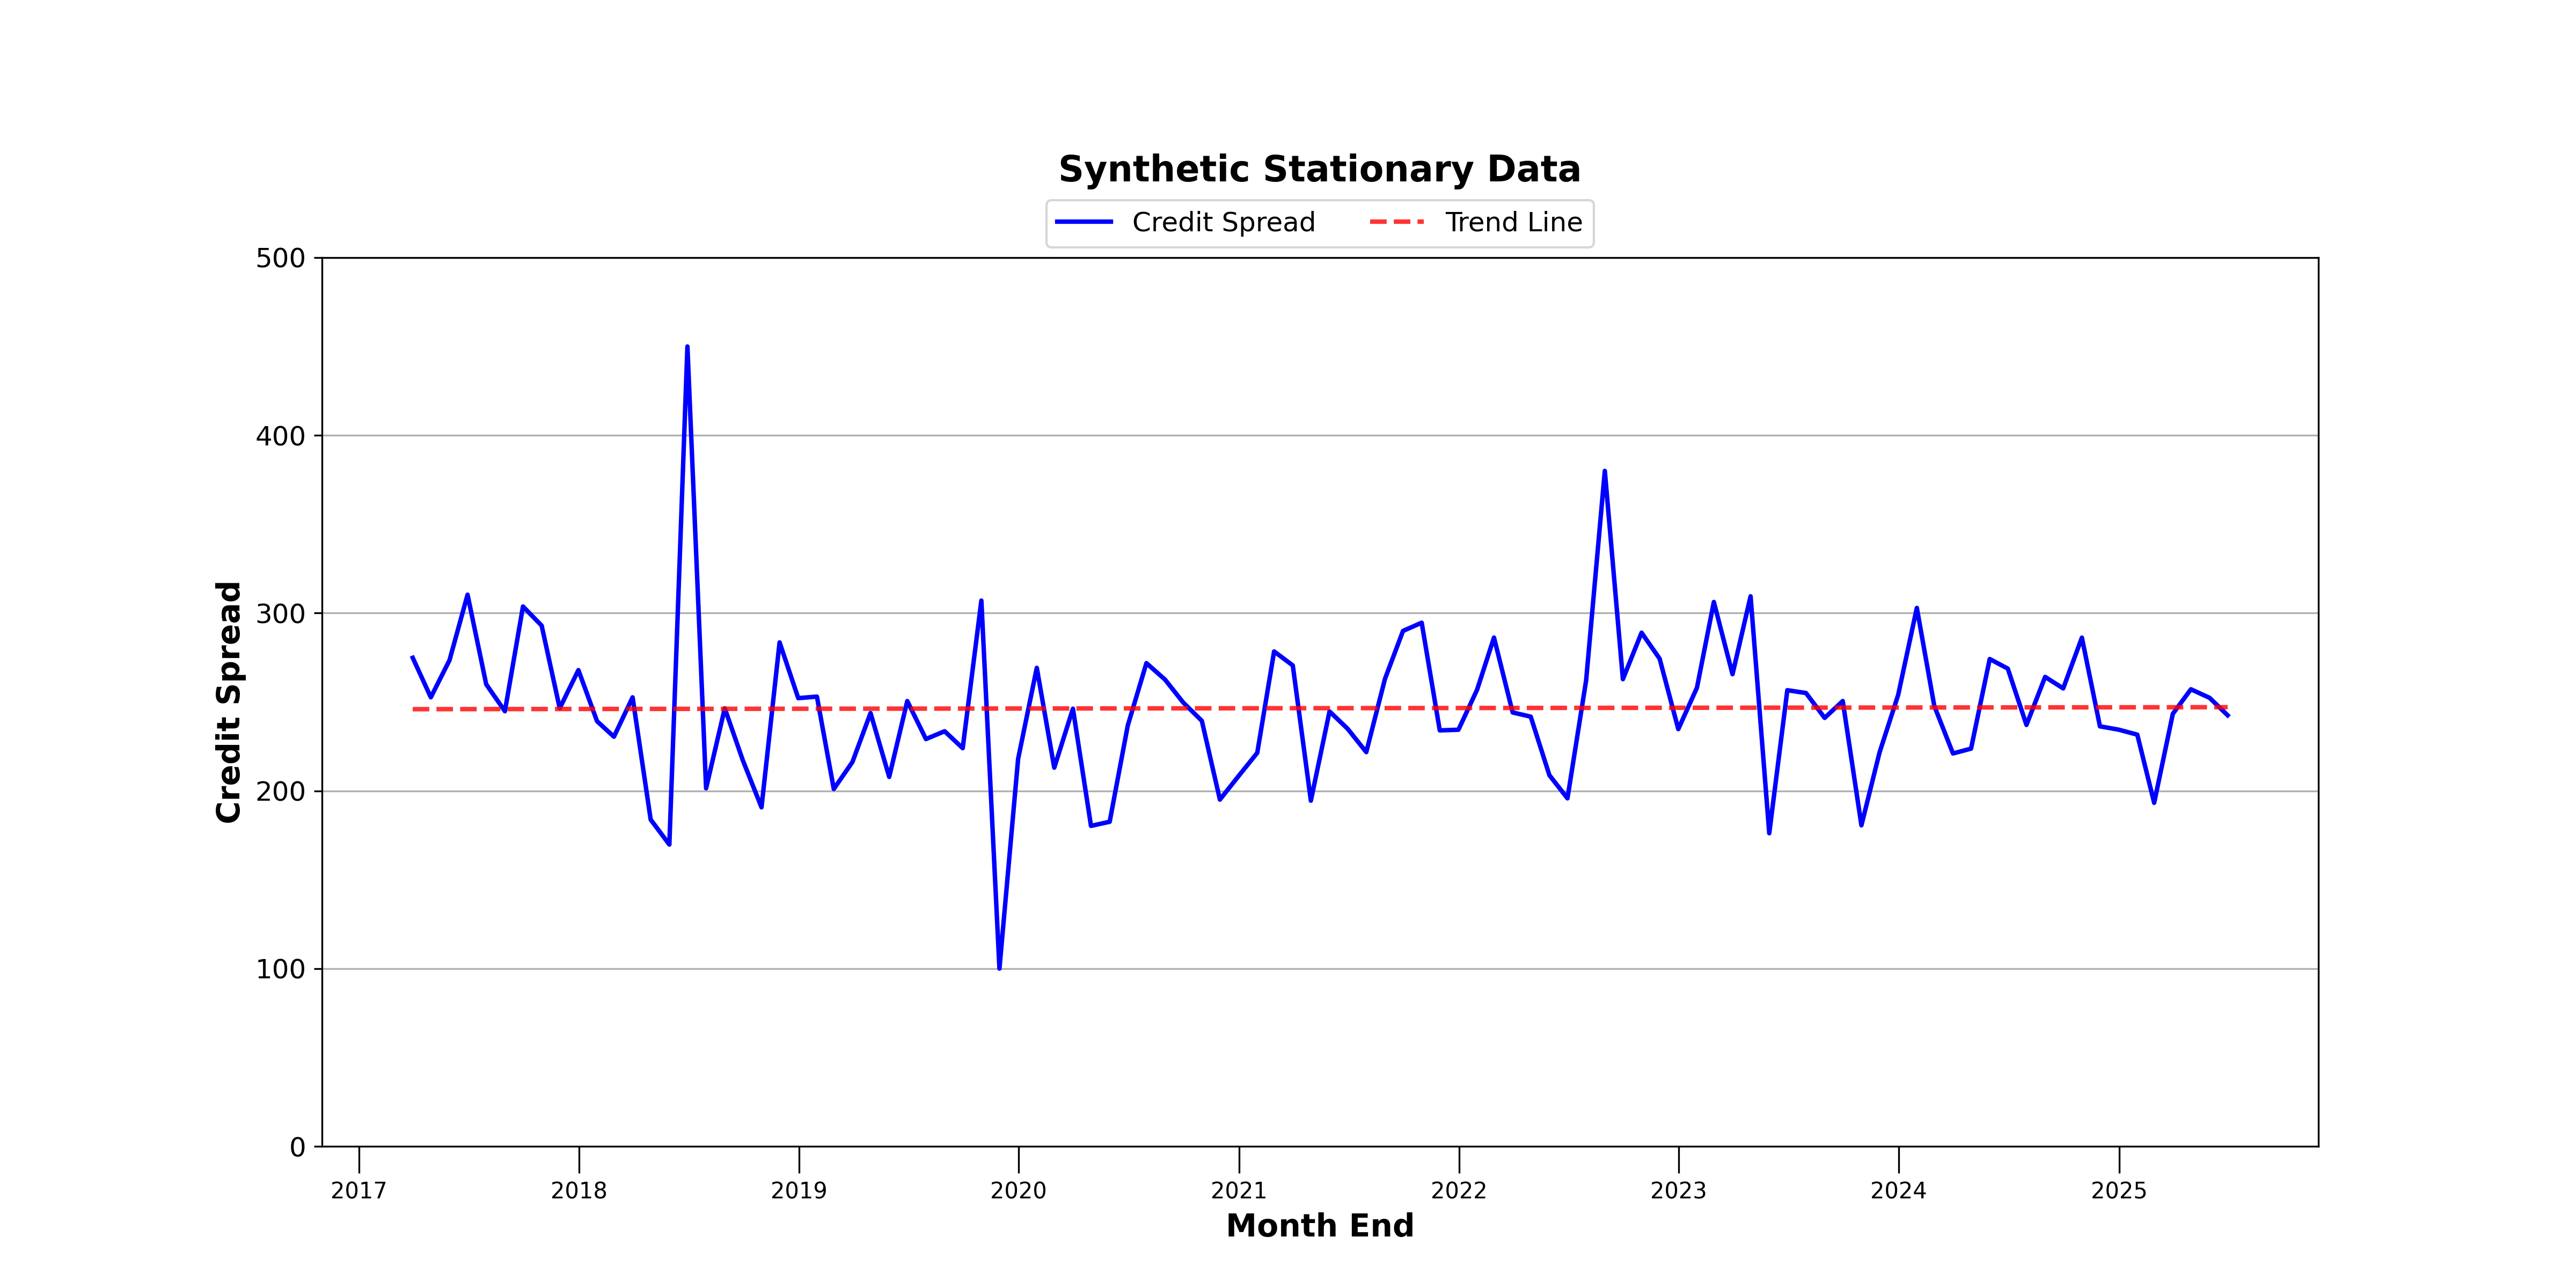 Synthetic Stationary Data
Credit Spread Trend Line
500
400
300
200
100
0
Credit Spread
2017 2018 2019 2020 2021 2022 2023 2024 2025
Month End